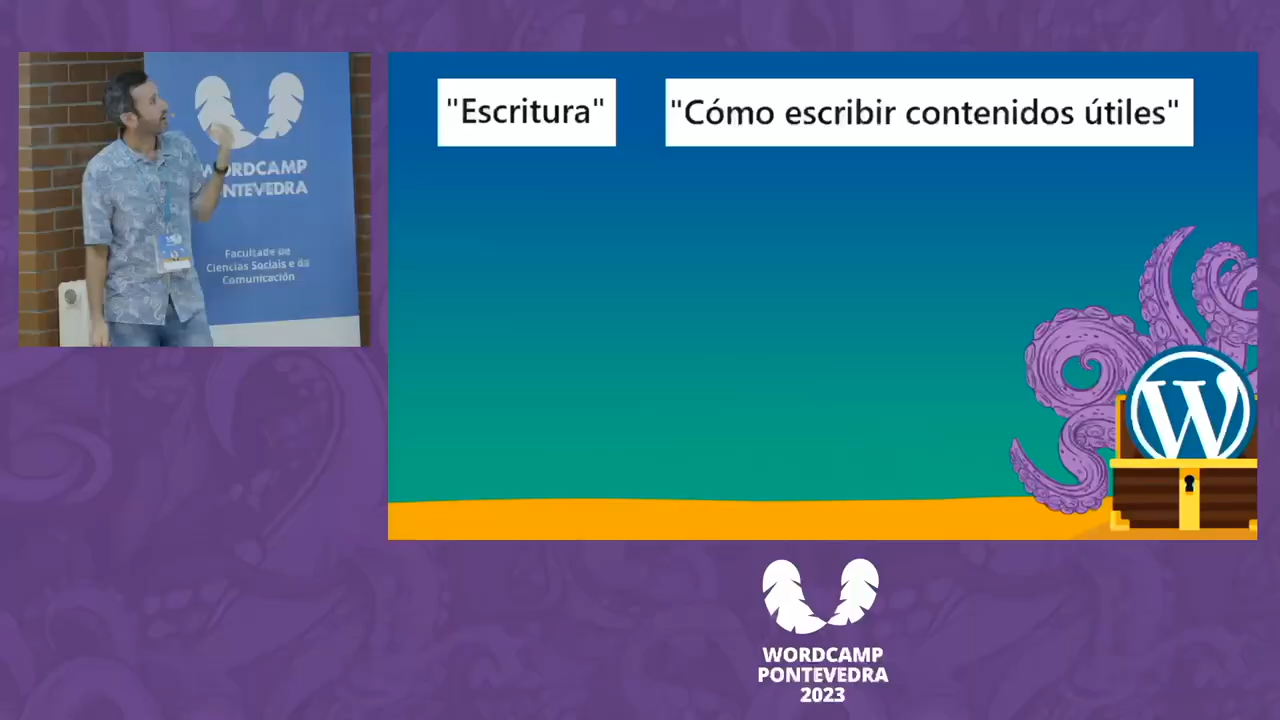 WORDCAMP
PONTEVEDRA
Facultade de
Ciencias Sociais e da
Comunicación
"Escritura"
"Cómo escribir contenidos útiles"
W
WORDCAMP
PONTEVEDRA
2023